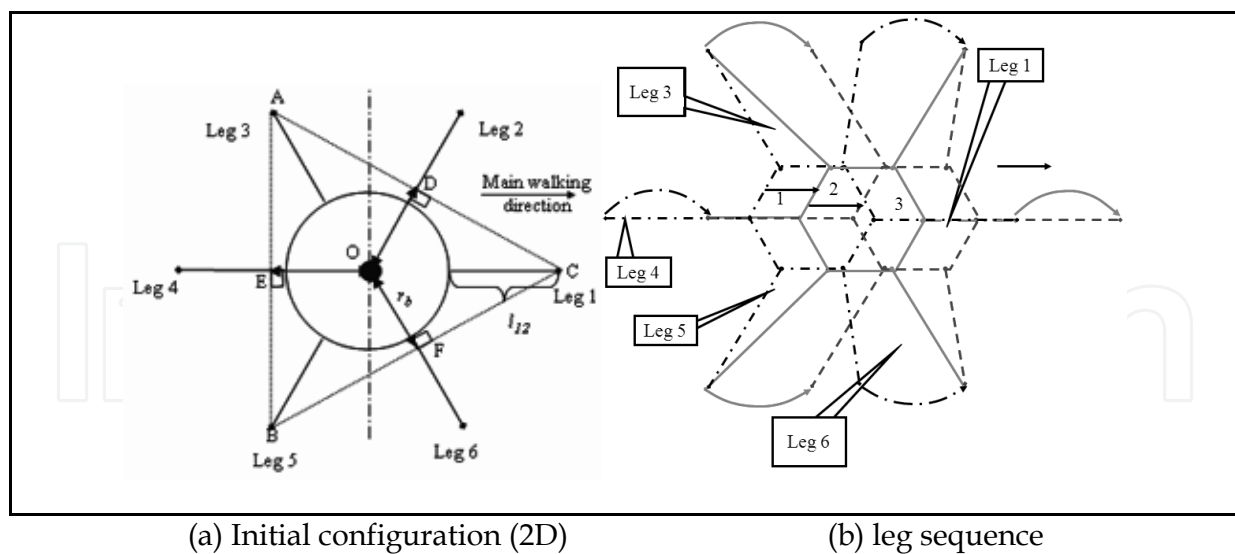 A
Leg 3
Leg 2
D
Main walking
direction
O
E
C
Leg 4
Leg 1
r_b
l_12
F
B
Leg 5
Leg 6
Leg 3
Leg 1
1
2
3
Leg 4
Leg 5
Leg 6
(a) Initial configuration (2D)
(b) leg sequence